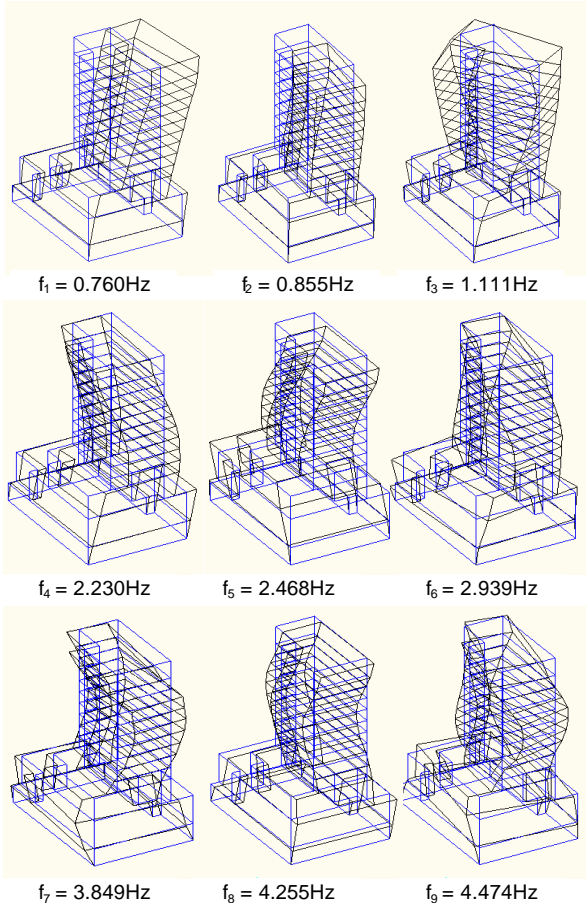 f₁ = 0.760Hz
f₂ = 0.855Hz
f₃ = 1.111Hz
f₄ = 2.230Hz
f₅ = 2.468Hz
f₆ = 2.939Hz
f₇ = 3.849Hz
f₈ = 4.255Hz
f₉ = 4.474Hz